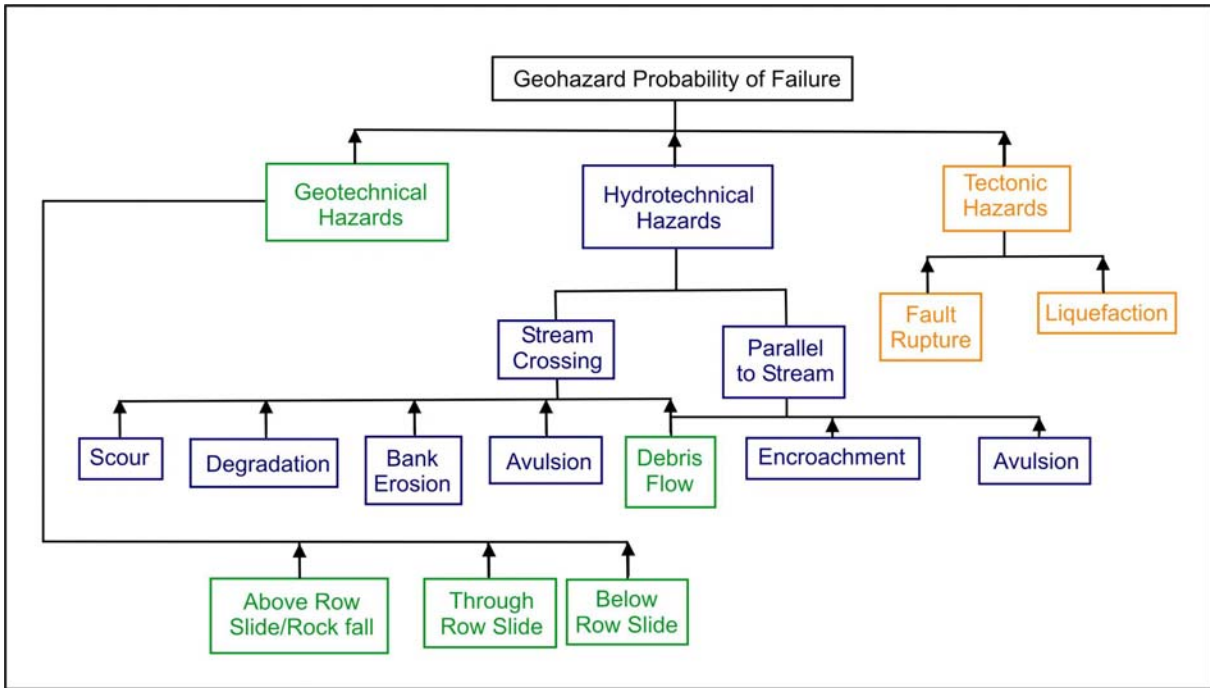 Geohazard Probability of Failure
Geotechnical
Hazards
Hydrotechnical
Hazards
Tectonic
Hazards
Fault
Rupture
Liquefaction
Stream
Crossing
Parallel
to Stream
Scour
Degradation
Bank
Erosion
Avulsion
Debris
Flow
Encroachment
Avulsion
Above Row
Slide/Rock fall
Through
Row Slide
Below
Row Slide